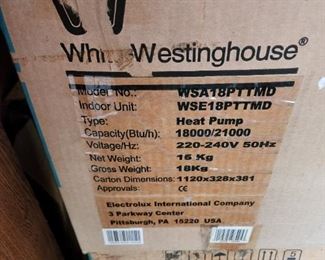 White Westinghouse®
Model No.: WSA18PTTMD
Indoor Unit: WSE18PTTMD
Type: Heat Pump
Capacity(Btu/h): 18000/21000
Voltage/Hz: 220-240V 50Hz
Net Weight: 15 Kg
Gross Weight: 18Kg
Carton Dimensions: 1120x328x381
Approvals: CE
Electrolux International Company
3 Parkway Center
Pittsburgh, PA 15220 USA